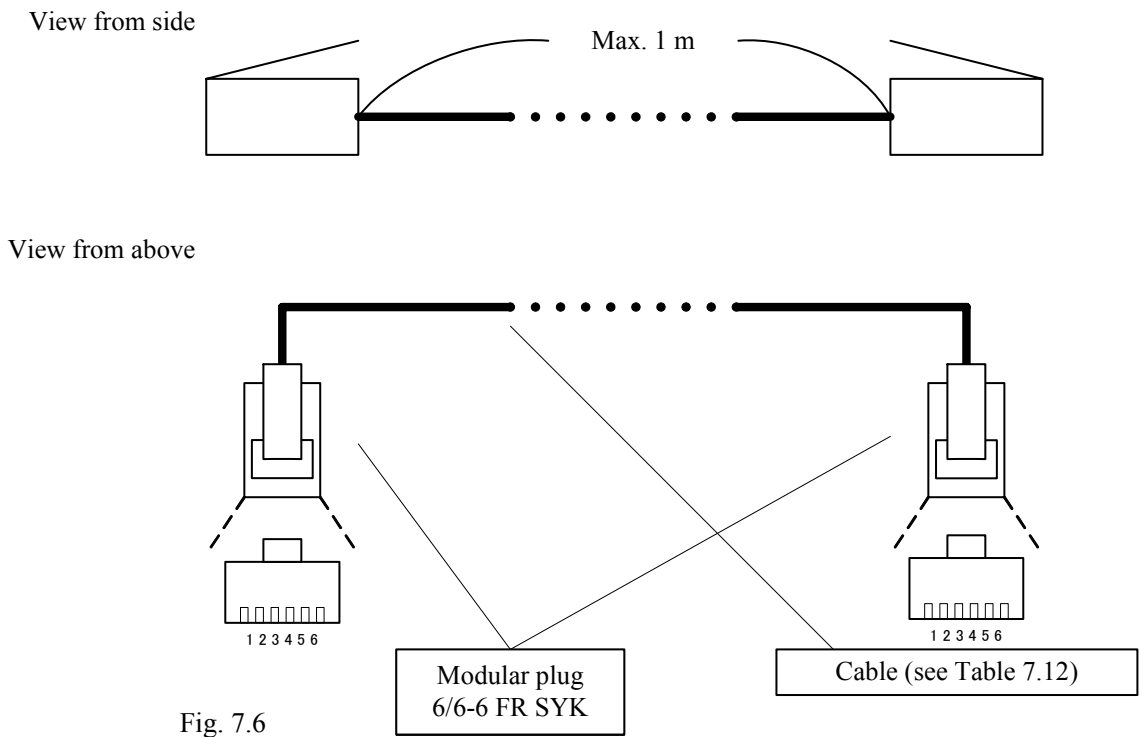 View from side
Max. 1 m
View from above
1 2 3 4 5 6
1 2 3 4 5 6
Modular plug
6/6-6 FR SYK
Cable (see Table 7.12)
Fig. 7.6